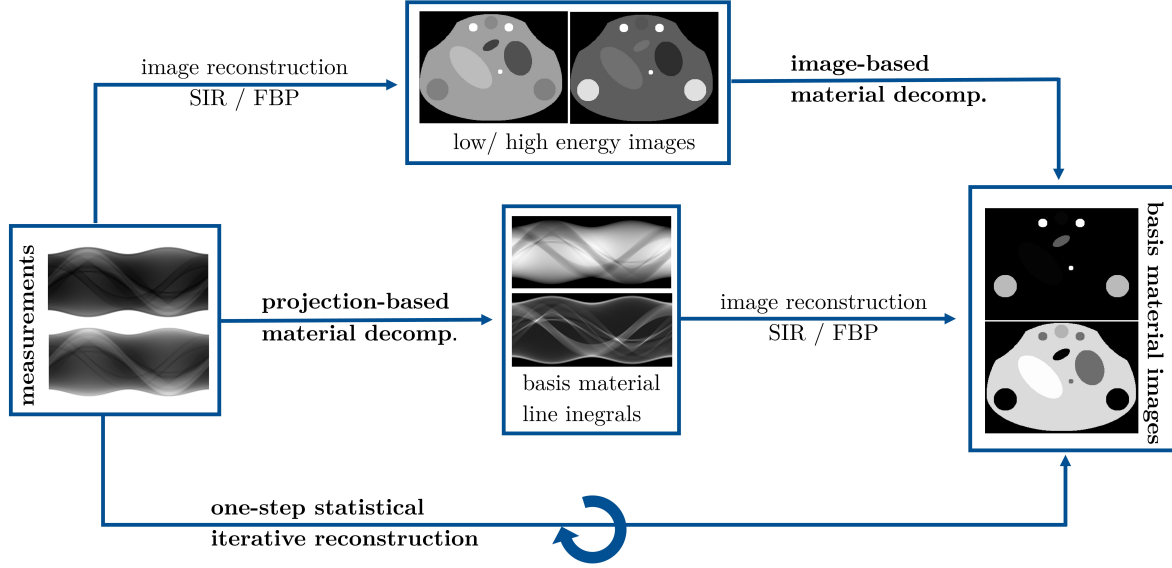 image reconstruction
SIR / FBP
low/ high energy images
image-based
material decomp.
measurements
projection-based
material decomp.
basis material
line inegrals
image reconstruction
SIR / FBP
basis material images
one-step statistical
iterative reconstruction